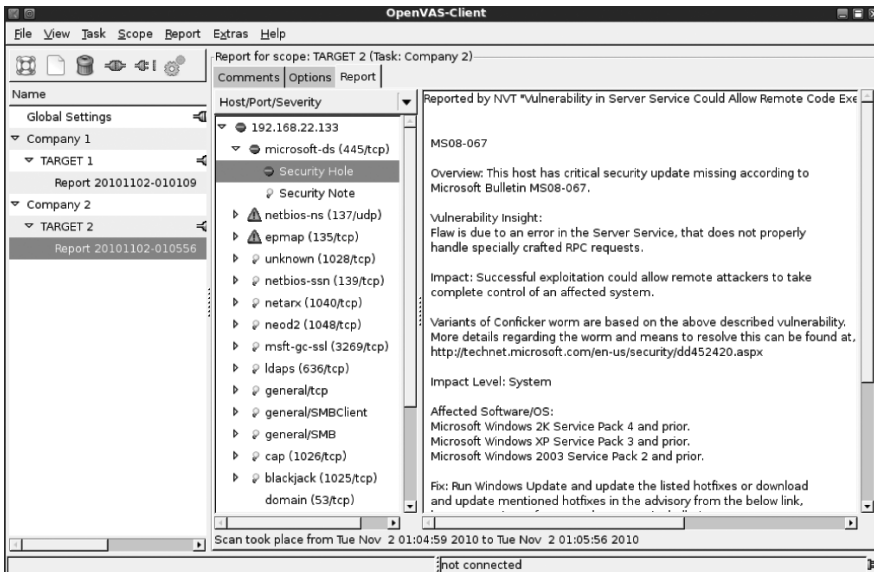 OpenVAS-Client
File View Task Scope Report Extras Help
Name
Global Settings
Company 1
TARGET 1
Report 20101102-010109
Company 2
TARGET 2
Report 20101102-010556
Report for scope: TARGET 2 (Task: Company 2)
Comments Options Report
Host/Port/Severity
192.168.22.133
microsoft-ds (445/tcp)
Security Hole
Security Note
netbios-ns (137/udp)
epmap (135/tcp)
unknown (1028/tcp)
netbios-ssn (139/tcp)
netarx (1040/tcp)
neod2 (1048/tcp)
msft-gc-ssl (3269/tcp)
ldaps (636/tcp)
general/tcp
general/SMBClient
general/SMB
cap (1026/tcp)
blackjack (1025/tcp)
domain (53/tcp)
Reported by NVT "Vulnerability in Server Service Could Allow Remote Code Exe
MS08-067
Overview: This host has critical security update missing according to
Microsoft Bulletin MS08-067.
Vulnerability Insight:
Flaw is due to an error in the Server Service, that does not properly
handle specially crafted RPC requests.
Impact: Successful exploitation could allow remote attackers to take
complete control of an affected system.
Variants of Conficker worm are based on the above described vulnerability.
More details regarding the worm and means to resolve this can be found at,
http://technet.microsoft.com/en-us/security/dd452420.aspx
Impact Level: System
Affected Software/OS:
Microsoft Windows 2K Service Pack 4 and prior.
Microsoft Windows XP Service Pack 3 and prior.
Microsoft Windows 2003 Service Pack 2 and prior.
Fix: Run Windows Update and update the listed hotfixes or download
and update mentioned hotfixes in the advisory from the below link,
Scan took place from Tue Nov 2 01:04:59 2010 to Tue Nov 2 01:05:56 2010
not connected